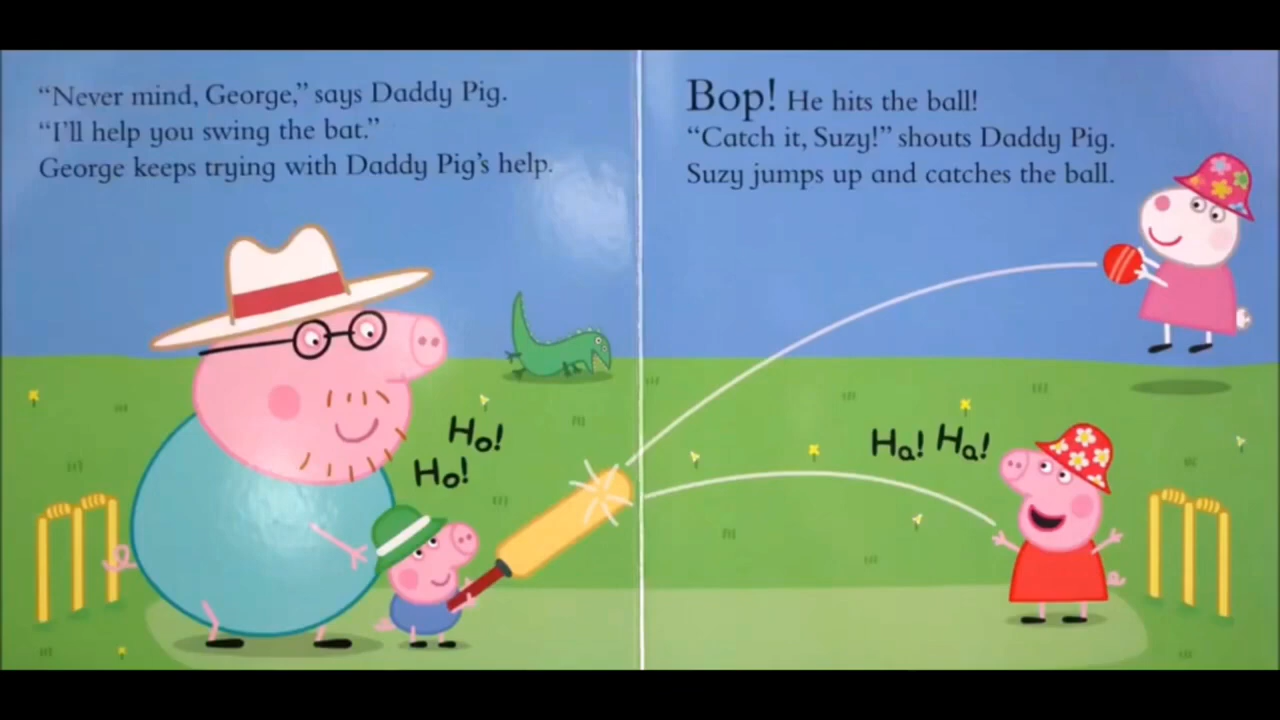 “Never mind, George,” says Daddy Pig.
“I’ll help you swing the bat.”
George keeps trying with Daddy Pig’s help.
Bop! He hits the ball!
“Catch it, Suzy!” shouts Daddy Pig.
Suzy jumps up and catches the ball.
Ho!
Ho!
Ha! Ha!